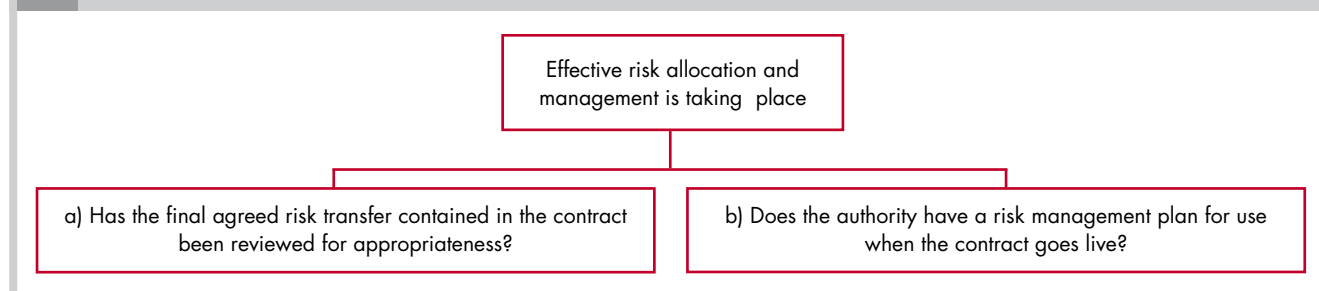 Effective risk allocation and
management is taking place
a) Has the final agreed risk transfer contained in the contract
been reviewed for appropriateness?
b) Does the authority have a risk management plan for use
when the contract goes live?